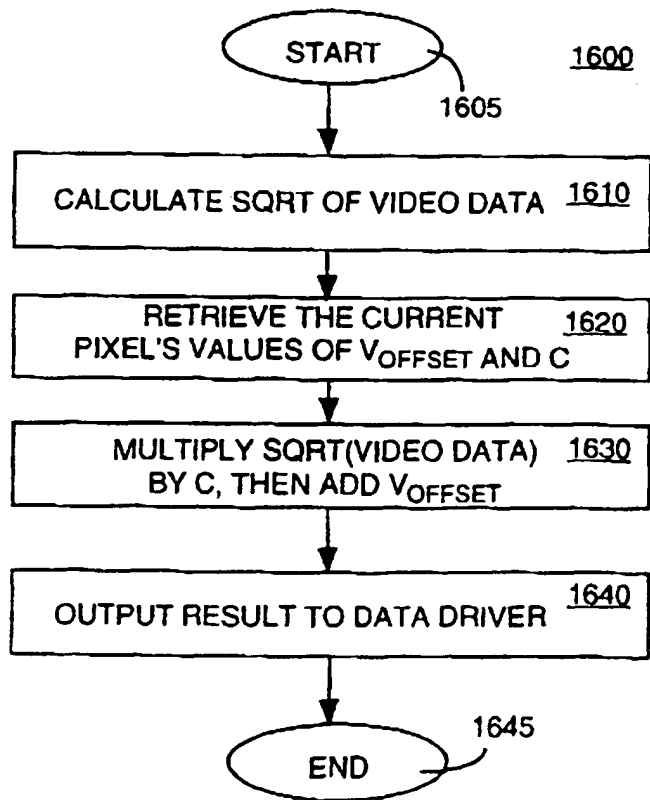 START
1600
1605
CALCULATE SQRT OF VIDEO DATA 1610
RETRIEVE THE CURRENT 1620
PIXEL'S VALUES OF VOFFSET AND C
MULTIPLY SQRT(VIDEO DATA) 1630
BY C, THEN ADD VOFFSET
OUTPUT RESULT TO DATA DRIVER 1640
1645
END